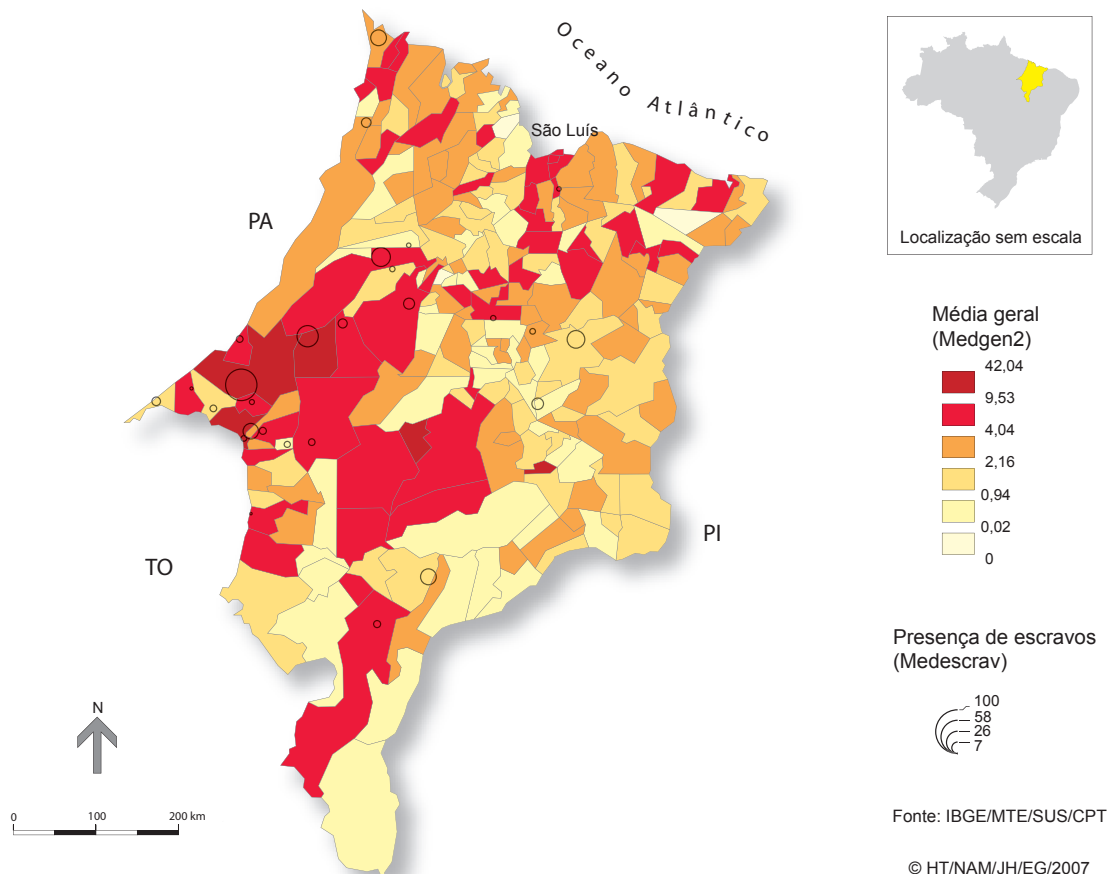 Oceano Atlântico
São Luís
PA
TO
PI
N
0 100 200 km
Localização sem escala
Média geral
(Medgen2)
42,04
9,53
4,04
2,16
0,94
0,02
0
Presença de escravos
(Medescrav)
100
58
26
7
Fonte: IBGE/MTE/SUS/CPT
© HT/NAM/JH/EG/2007